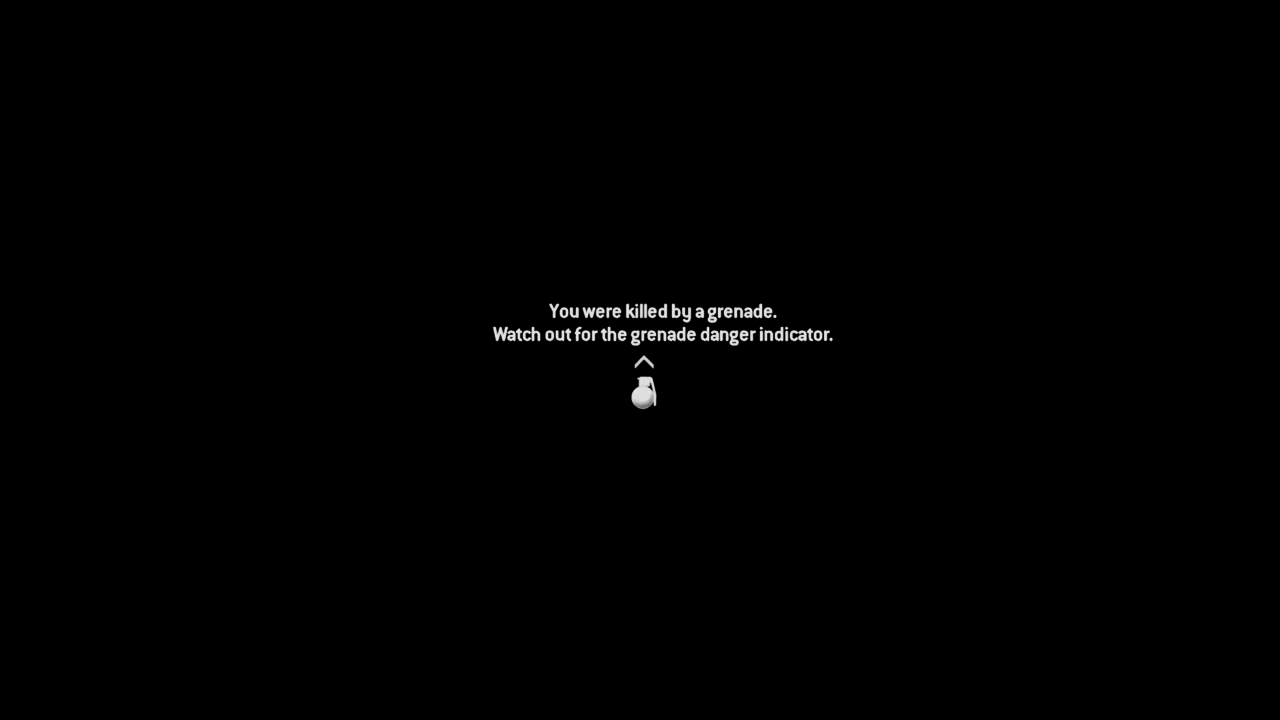 You were killed by a grenade.
Watch out for the grenade danger indicator.